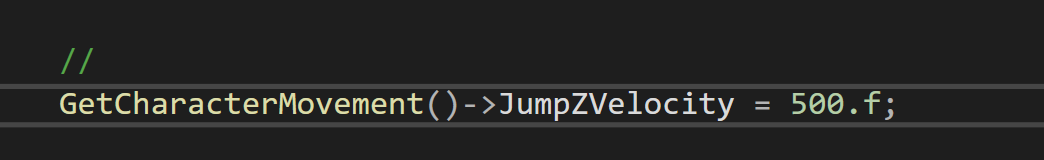 //
GetCharacterMovement()->JumpZVelocity = 500.f;